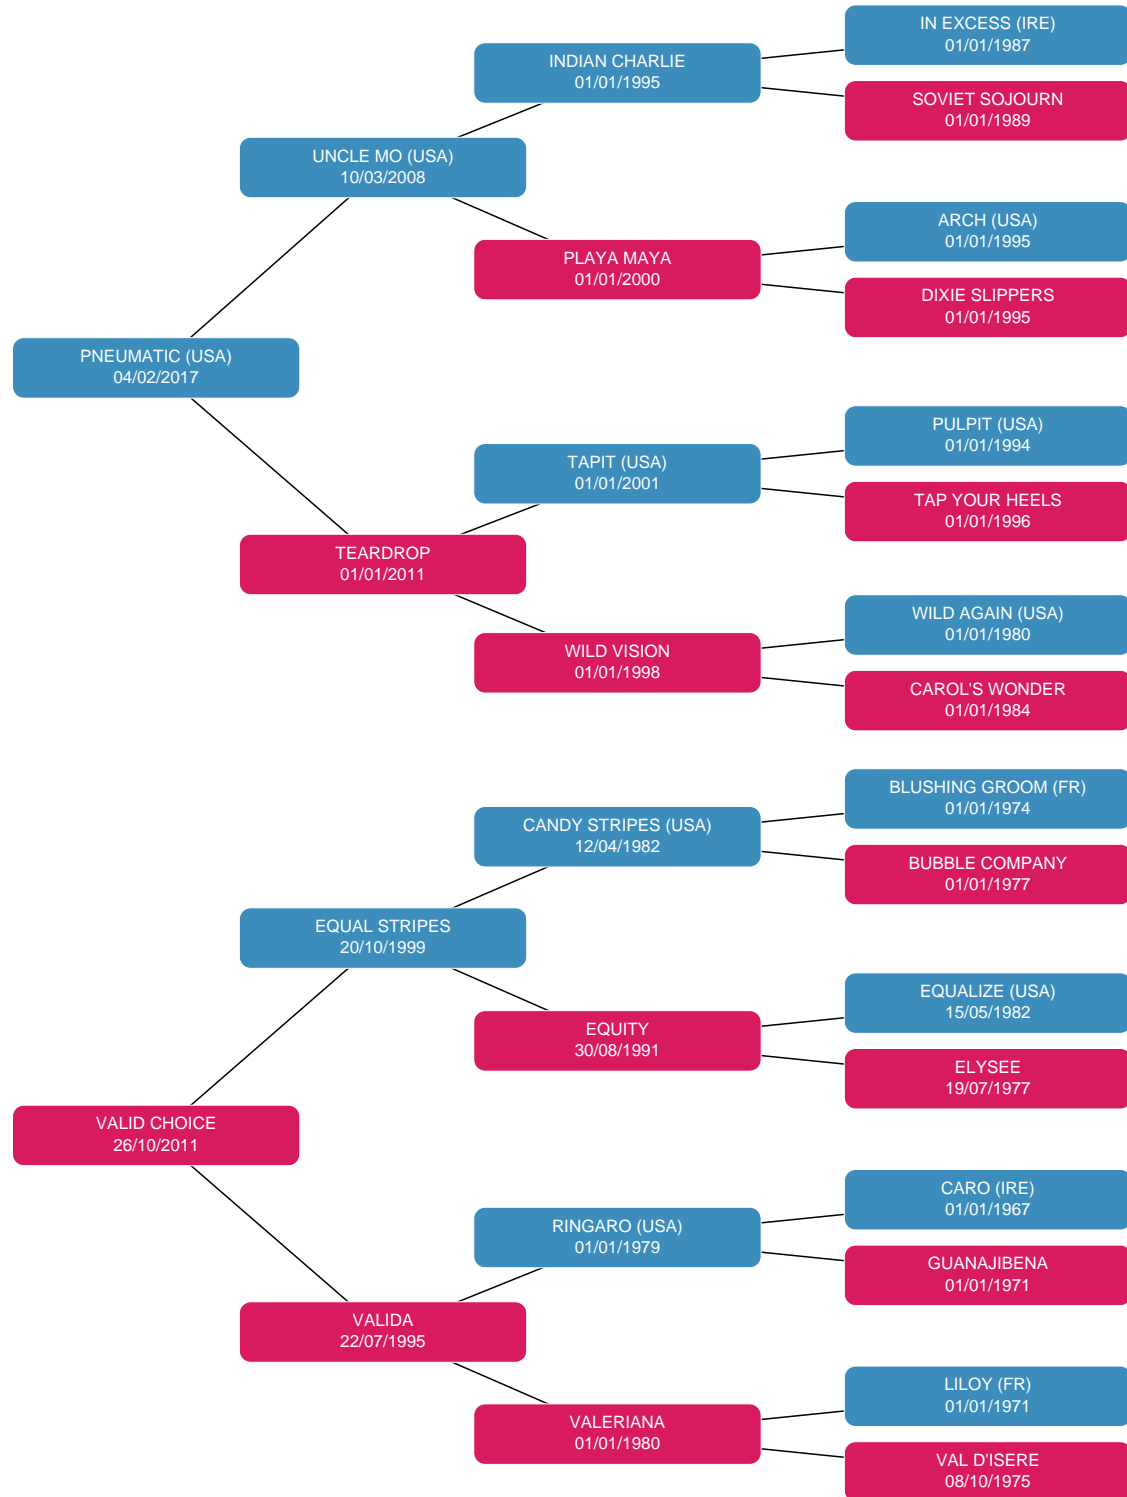 IN EXCESS (IRE)
01/01/1987
INDIAN CHARLIE
01/01/1995
SOVIET SOJOURN
01/01/1989
UNCLE MO (USA)
10/03/2008
ARCH (USA)
01/01/1995
PLAYA MAYA
01/01/2000
DIXIE SLIPPERS
01/01/1995
PNEUMATIC (USA)
04/02/2017
PULPIT (USA)
01/01/1994
TAPIT (USA)
01/01/2001
TAP YOUR HEELS
01/01/1996
TEARDROP
01/01/2011
WILD AGAIN (USA)
01/01/1980
WILD VISION
01/01/1998
CAROL'S WONDER
01/01/1984
BLUSHING GROOM (FR)
01/01/1974
CANDY STRIPES (USA)
12/04/1982
BUBBLE COMPANY
01/01/1977
EQUAL STRIPES
20/10/1999
EQUALIZE (USA)
15/05/1982
EQUITY
30/08/1991
ELYSEE
19/07/1977
VALID CHOICE
26/10/2011
CARO (IRE)
01/01/1967
RINGARO (USA)
01/01/1979
GUANAJIBENA
01/01/1971
VALIDA
22/07/1995
LILOY (FR)
01/01/1971
VALERIANA
01/01/1980
VAL D'ISERE
08/10/1975